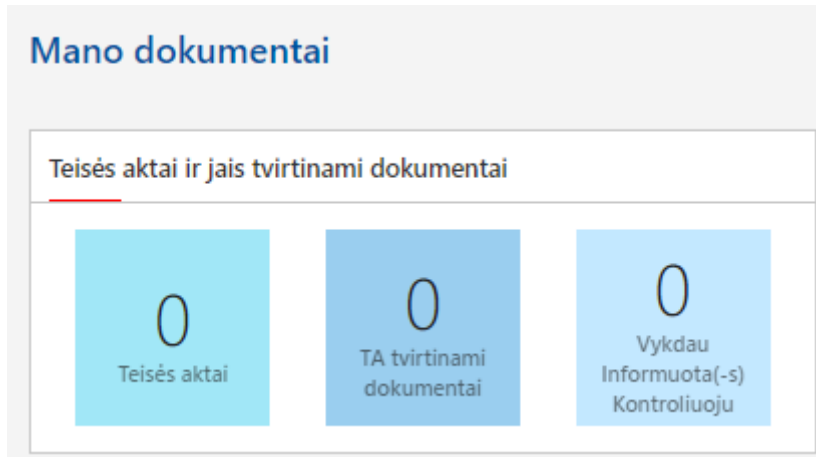 Mano dokumentai
Teisės aktai ir jais tvirtinami dokumentai
0
Teisės aktai
0
TA tvirtinami
dokumentai
0
Vykdau
Informuota(-s)
Kontroliuoju